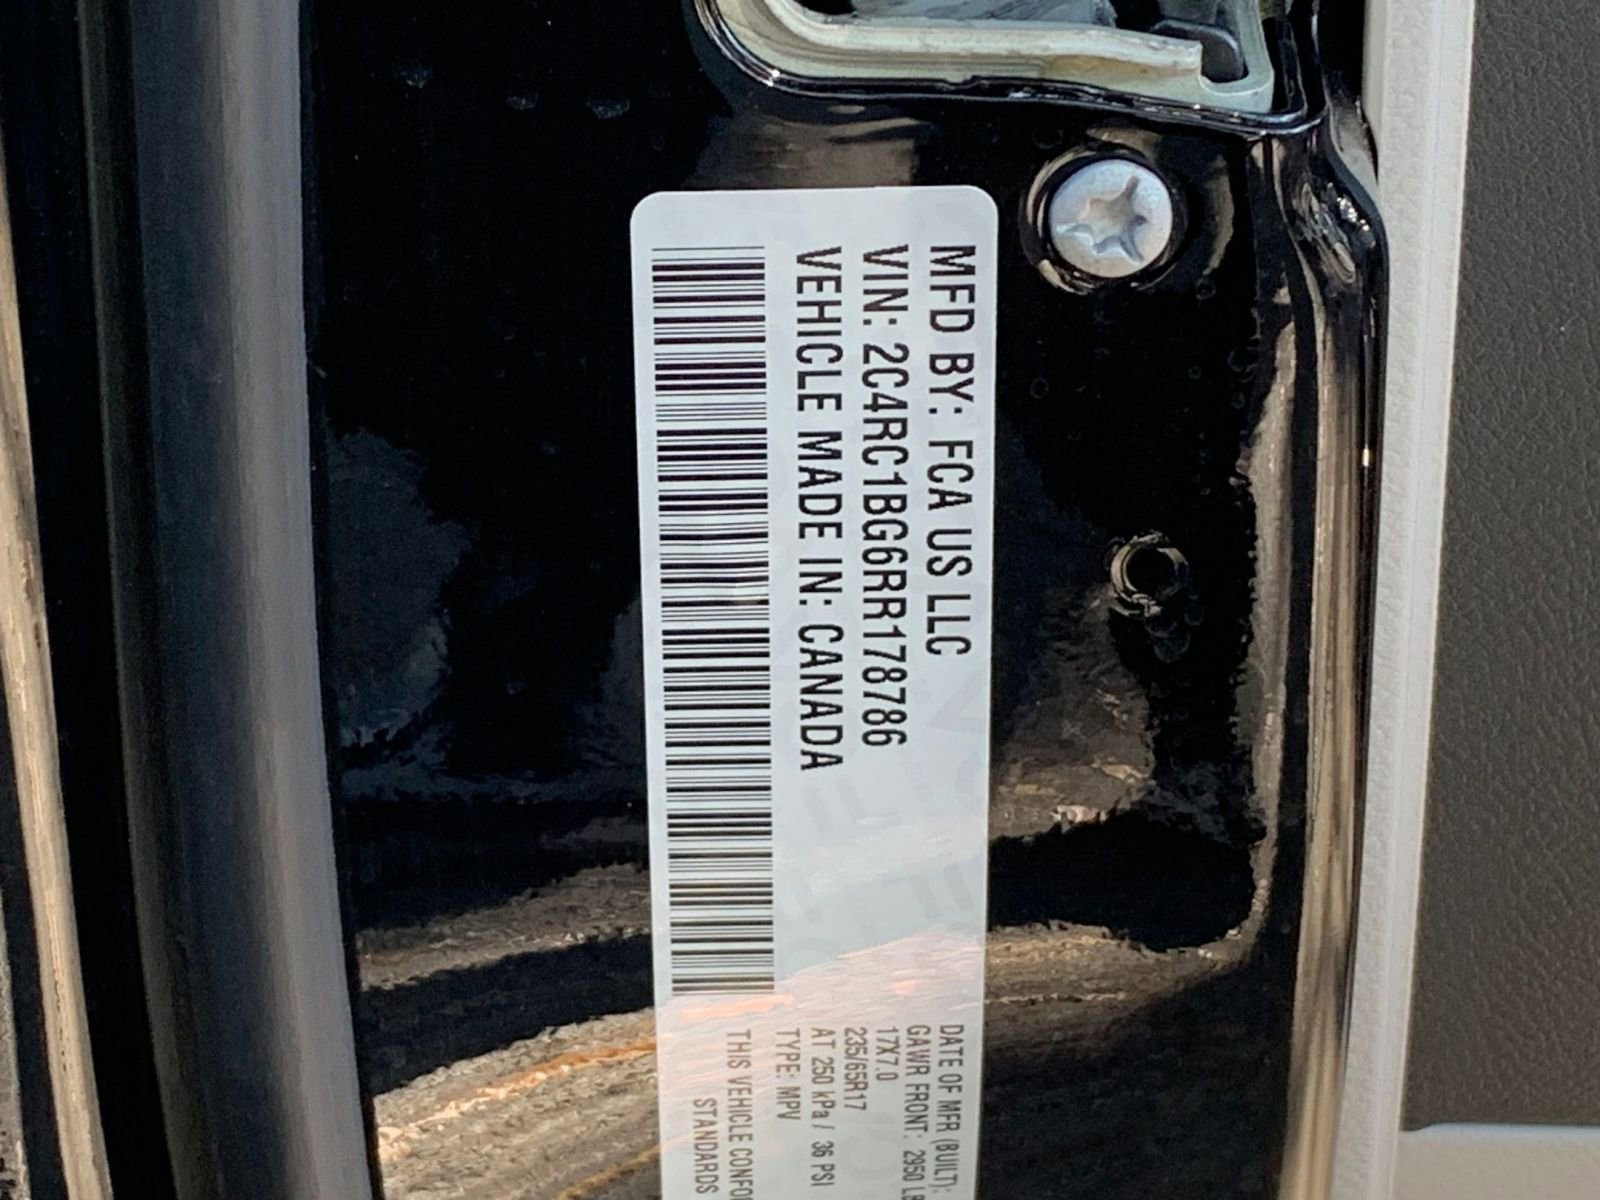 MFD BY: FCA US LLC
VIN: 2C4RC1BG6RR178786
VEHICLE MADE IN: CANADA
DATE OF MFR (BUILT):
GAWR FRONT: 2950 LB
17X7.0
235/65R17
AT 250 kPa / 36 PSI
TYPE: MPV
THIS VEHICLE CONFO
STANDARDS